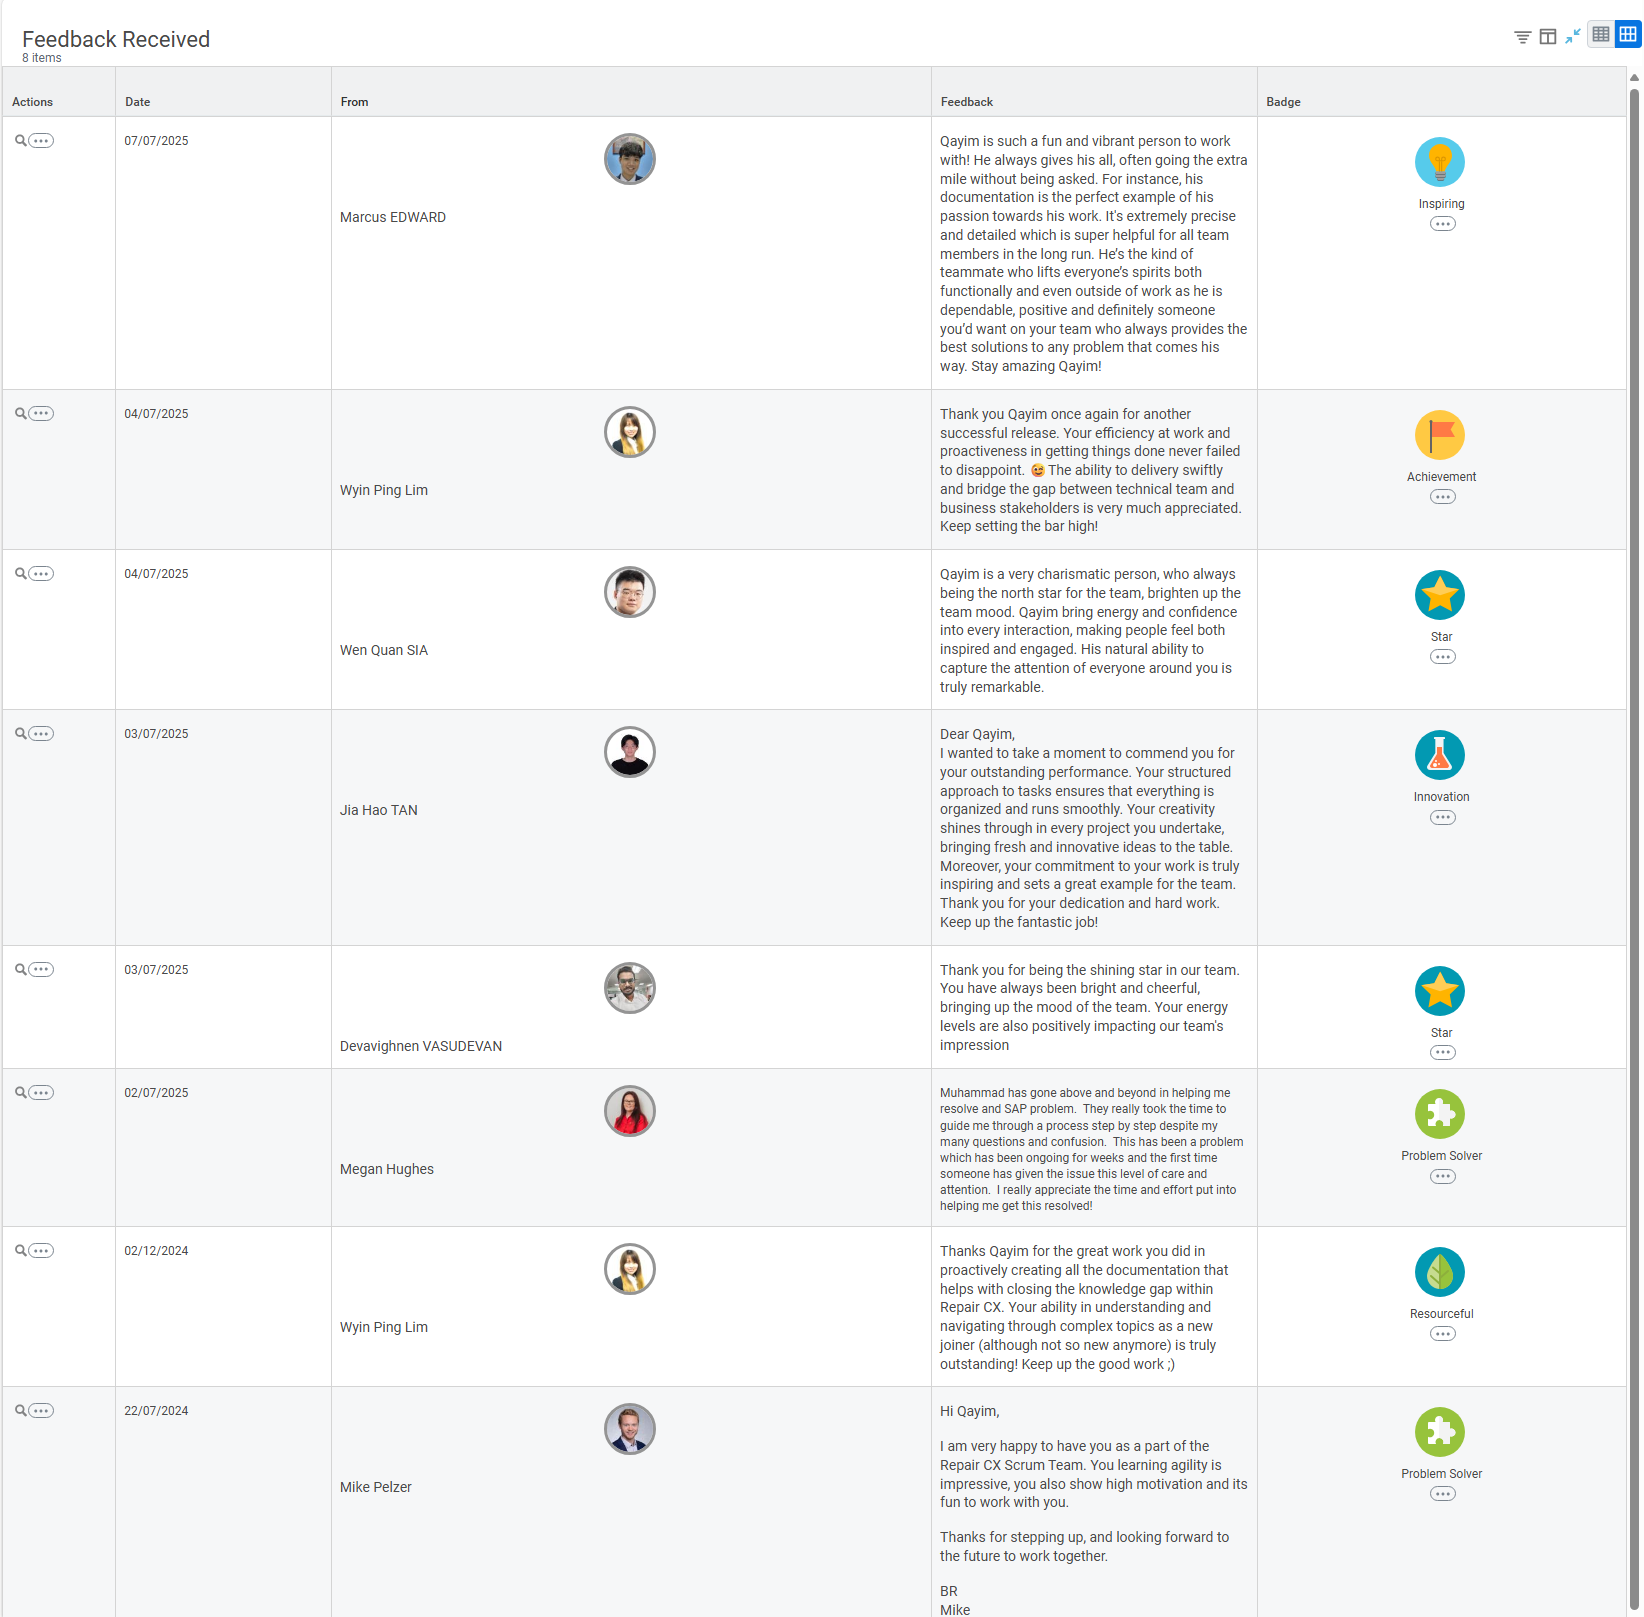 Feedback Received
8 items
Actions
Date
From
Feedback
Badge
07/07/2025
Marcus EDWARD
Qayim is such a fun and vibrant person to work
with! He always gives his all, often going the extra
mile without being asked. For instance, his
documentation is the perfect example of his
passion towards his work. It's extremely precise
and detailed which is super helpful for all team
members in the long run. He's the kind of
teammate who lifts everyone's spirits both
functionally and even outside of work as he is
dependable, positive and definitely someone
you'd want on your team who always provides the
best solutions to any problem that comes his
way. Stay amazing Qayim!
Inspiring
04/07/2025
Wyin Ping Lim
Thank you Qayim once again for another
successful release. Your efficiency at work and
proactiveness in getting things done never failed
to disappoint. 😉 The ability to delivery swiftly
and bridge the gap between technical team and
business stakeholders is very much appreciated.
Keep setting the bar high!
Achievement
04/07/2025
Wen Quan SIA
Qayim is a very charismatic person, who always
being the north star for the team, brighten up the
team mood. Qayim bring energy and confidence
into every interaction, making people feel both
inspired and engaged. His natural ability to
capture the attention of everyone around you is
truly remarkable.
Star
03/07/2025
Jia Hao TAN
Dear Qayim,
I wanted to take a moment to commend you for
your outstanding performance. Your structured
approach to tasks ensures that everything is
organized and runs smoothly. Your creativity
shines through in every project you undertake,
bringing fresh and innovative ideas to the table.
Moreover, your commitment to your work is truly
inspiring and sets a great example for the team.
Thank you for your dedication and hard work.
Keep up the fantastic job!
Innovation
03/07/2025
Devavighnen VASUDEVAN
Thank you for being the shining star in our team.
You have always been bright and cheerful,
bringing up the mood of the team. Your energy
levels are also positively impacting our team's
impression
Star
02/07/2025
Megan Hughes
Muhammad has gone above and beyond in helping me
resolve and SAP problem.  They really took the time to
guide me through a process step by step despite my
many questions and confusion.  This has been a problem
which has been ongoing for weeks and the first time
someone has given the issue this level of care and
attention.  I really appreciate the time and effort put into
helping me get this resolved!
Problem Solver
02/12/2024
Wyin Ping Lim
Thanks Qayim for the great work you did in
proactively creating all the documentation that
helps with closing the knowledge gap within
Repair CX. Your ability in understanding and
navigating through complex topics as a new
joiner (although not so new anymore) is truly
outstanding! Keep up the good work ;)
Resourceful
22/07/2024
Mike Pelzer
Hi Qayim,
I am very happy to have you as a part of the
Repair CX Scrum Team. You learning agility is
impressive, you also show high motivation and its
fun to work with you.
Thanks for stepping up, and looking forward to
the future to work together.
BR
Mike
Problem Solver